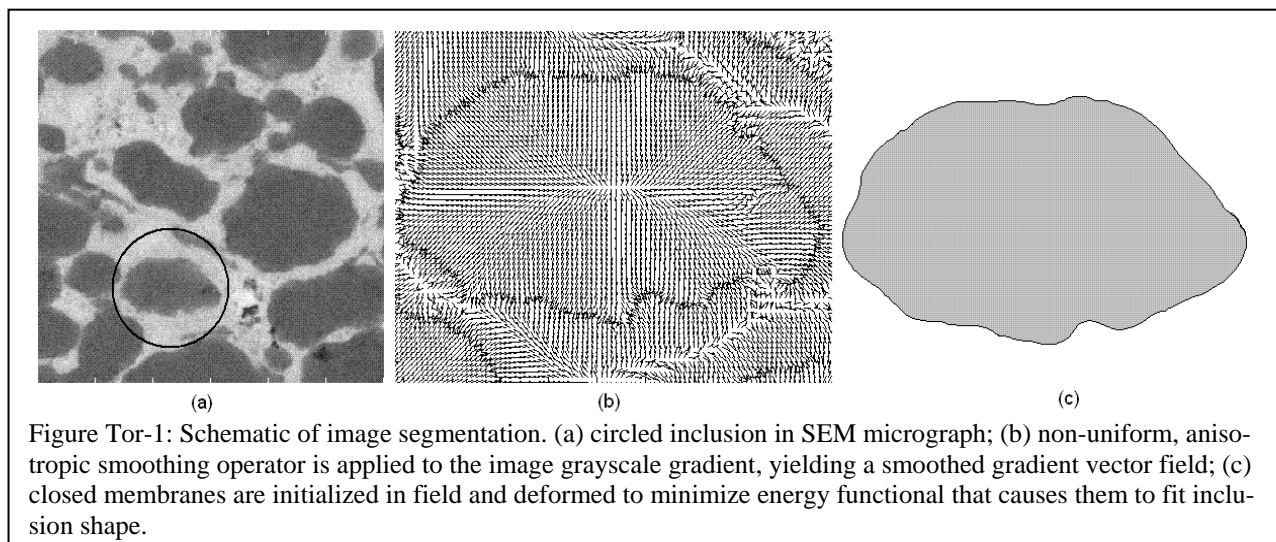 (a)
(b)
(c)
Figure Tor-1: Schematic of image segmentation. (a) circled inclusion in SEM micrograph; (b) non-uniform, aniso-
tropic smoothing operator is applied to the image grayscale gradient, yielding a smoothed gradient vector field; (c)
closed membranes are initialized in field and deformed to minimize energy functional that causes them to fit inclu-
sion shape.